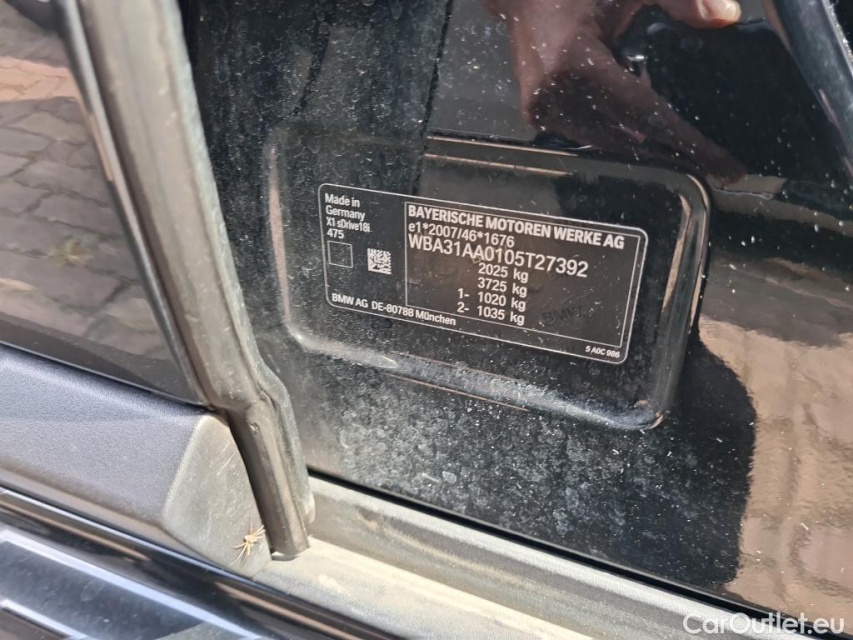 Made in
Germany
X1 sDrive18i
475
BAYERISCHE MOTOREN WERKE AG
e1*2007/46*1676
WBA31AA0105T27392
2025 kg
3725 kg
1- 1020 kg
2- 1035 kg
BMW AG DE-80788 München
BMW
5 A0C 986
CarOutlet.eu